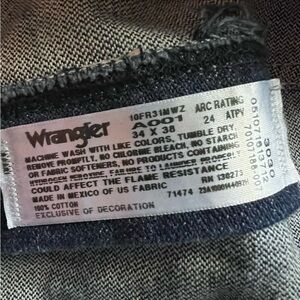 10FR31MWZ ARC RATING
Wrangler A001 24 ATPV
34 X 38
MACHINE WASH WITH LIKE COLORS, TUMBLE DRY,
REMOVE PROMPTLY, NO CHLORINE BLEACH, NO STARCH
OR FABRIC SOFTENERS, NO PRODUCTS CONTAINING
HYDROGEN PEROXIDE, FAILURE TO LAUNDER PROPERLY
COULD AFFECT THE FLAME RESISTANCE
MADE IN MEXICO OF US FABRIC RN 130273
100% COTTON 71474
EXCLUSIVE OF DECORATION